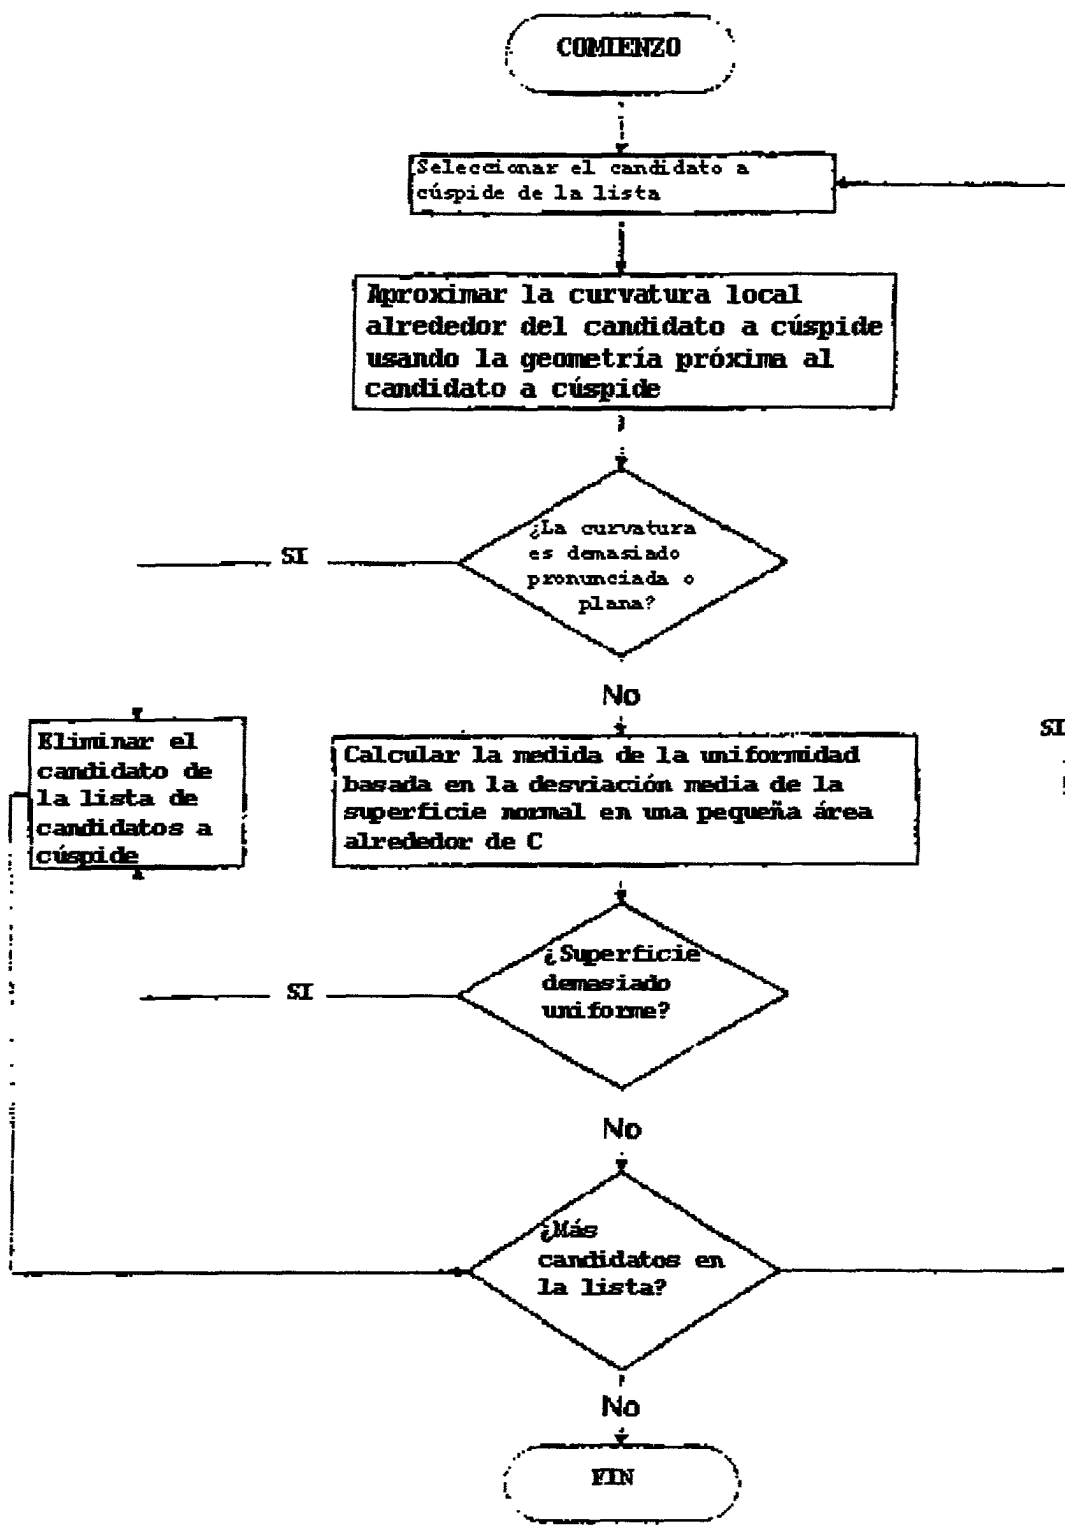 COMIENZO
Seleccionar el candidato a
cúspide de la lista
Aproximar la curvatura local
alrededor del candidato a cúspide
usando la geometría próxima al
candidato a cúspide
¿La curvatura
es demasiado
pronunciada o
plana?
SI
No
Eliminar el
candidato de
la lista de
candidatos a
cúspide
Calcular la medida de la uniformidad
basada en la desviación media de la
superficie normal en una pequeña área
alrededor de C
SI
¿Superficie
demasiado
uniforme?
SI
No
¿Más
candidatos en
la lista?
No
FIN